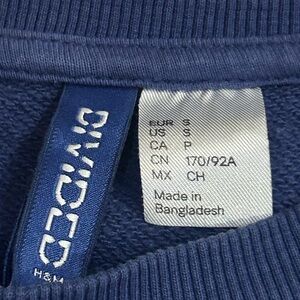 DIVIDED
H&M
EUR S
US S
CA P
CN 170/92A
MX CH
Made in
Bangladesh